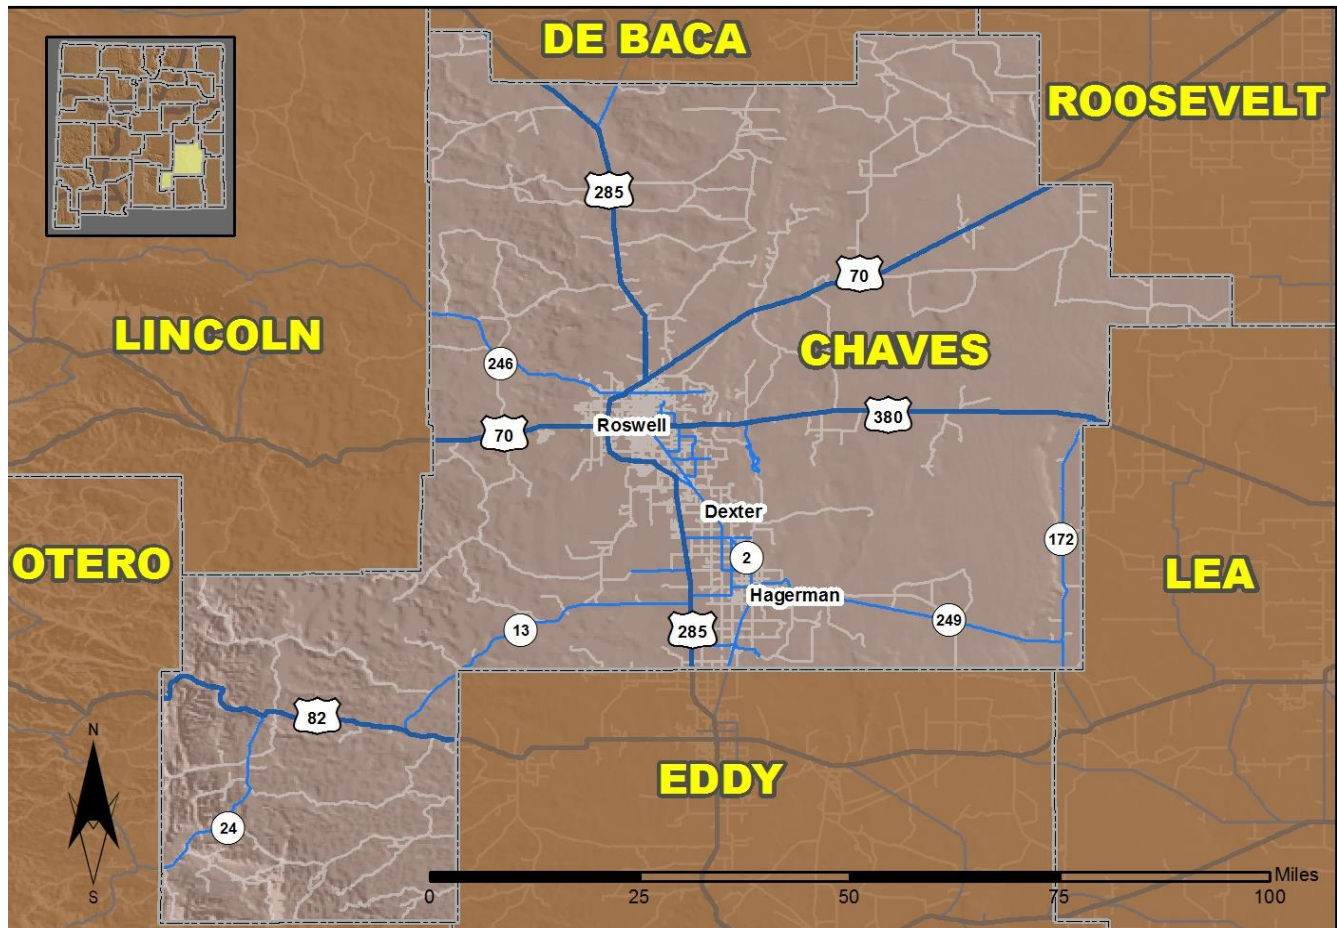 DE BACA
ROOSEVELT
285
70
LINCOLN
CHAVES
246
380
70
Roswell
Dexter
172
2
OTERO
LEA
Hagerman
249
13
285
82
N
EDDY
24
S
Miles
0
25
50
75
100